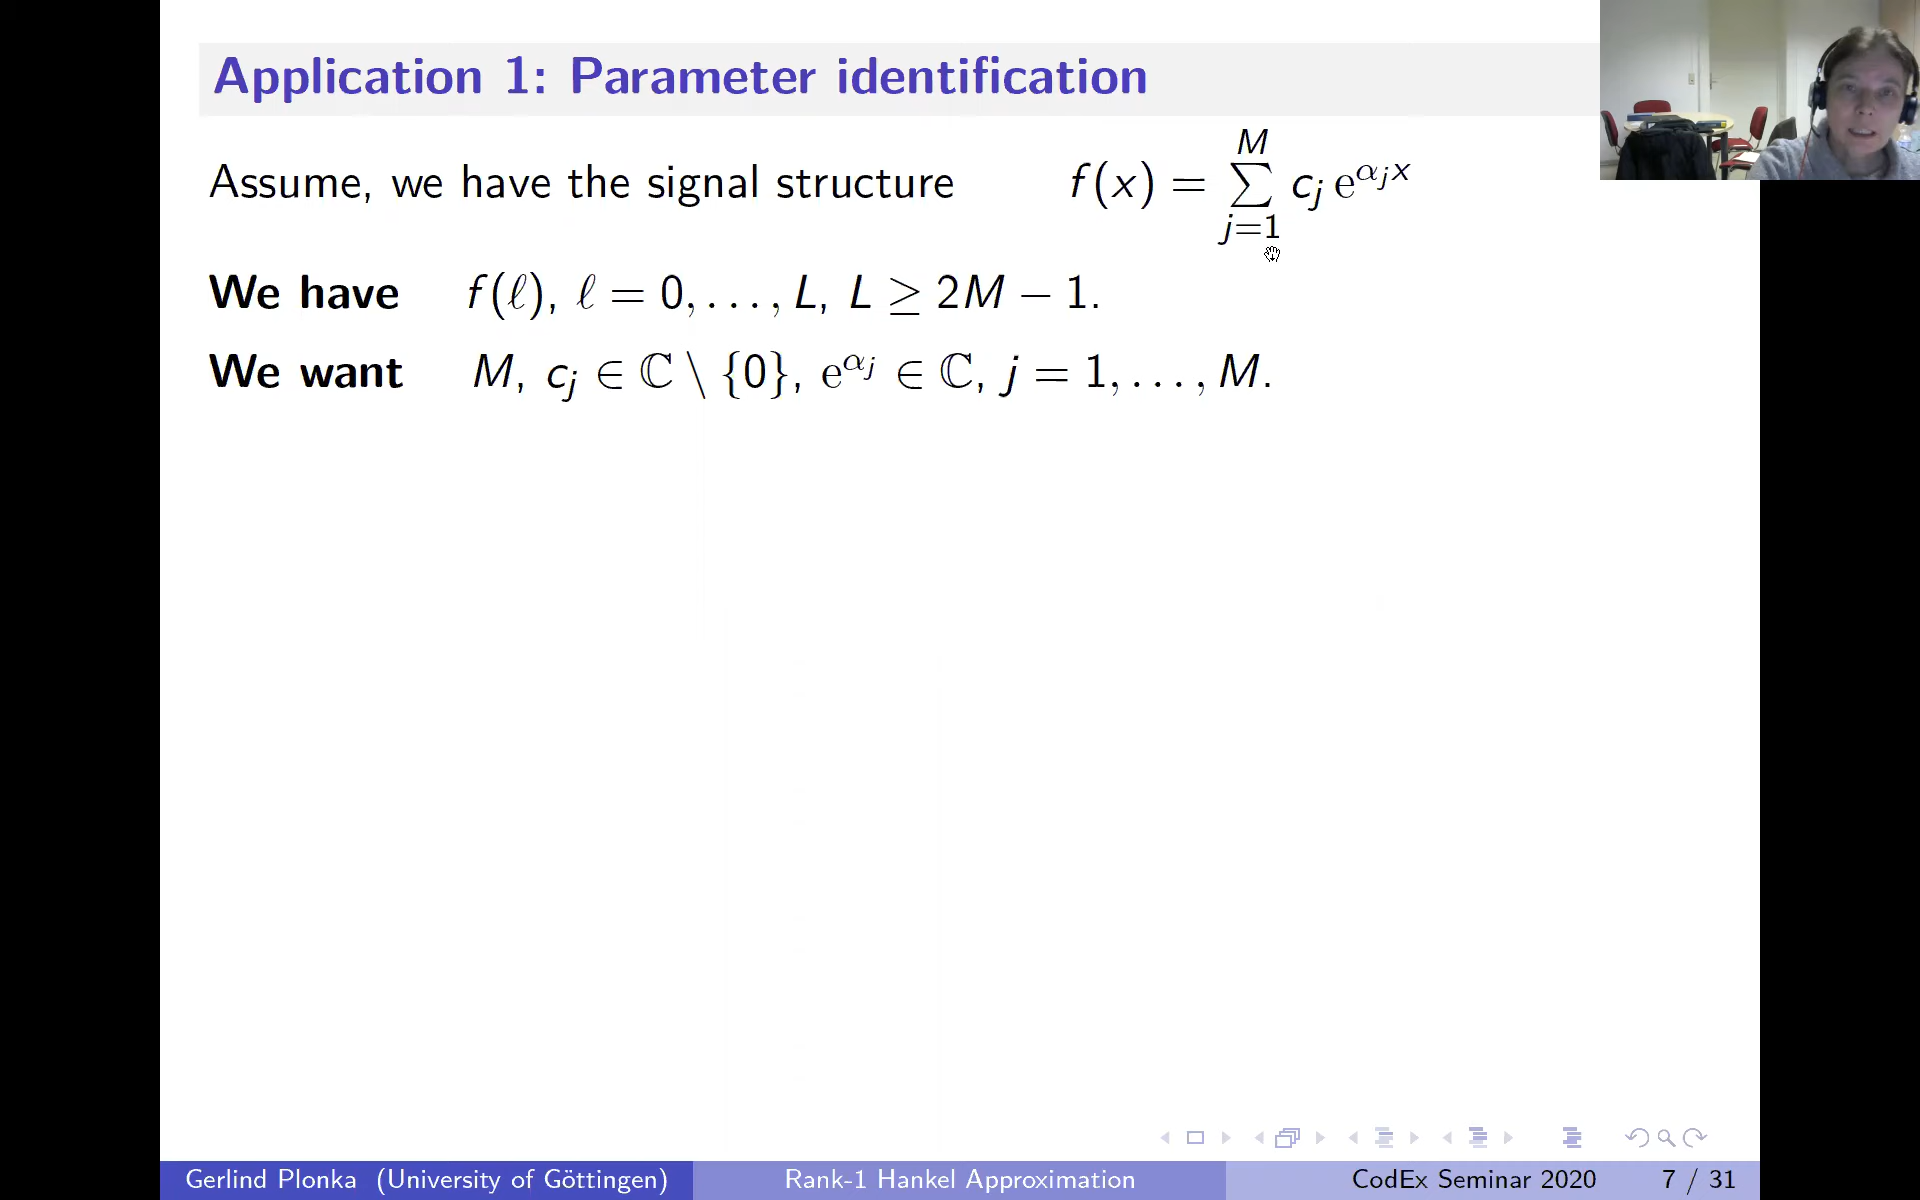 Application 1: Parameter identification
Assume, we have the signal structure f(x) = \sum_{j=1}^{M} c_j e^{α_j x}
We have f(ℓ), ℓ = 0, . . . , L, L ≥ 2M − 1.
We want M, c_j ∈ ℂ \ {0}, e^{α_j} ∈ ℂ, j = 1, . . . , M.
Gerlind Plonka (University of Göttingen) Rank-1 Hankel Approximation CodEx Seminar 2020 7 / 31